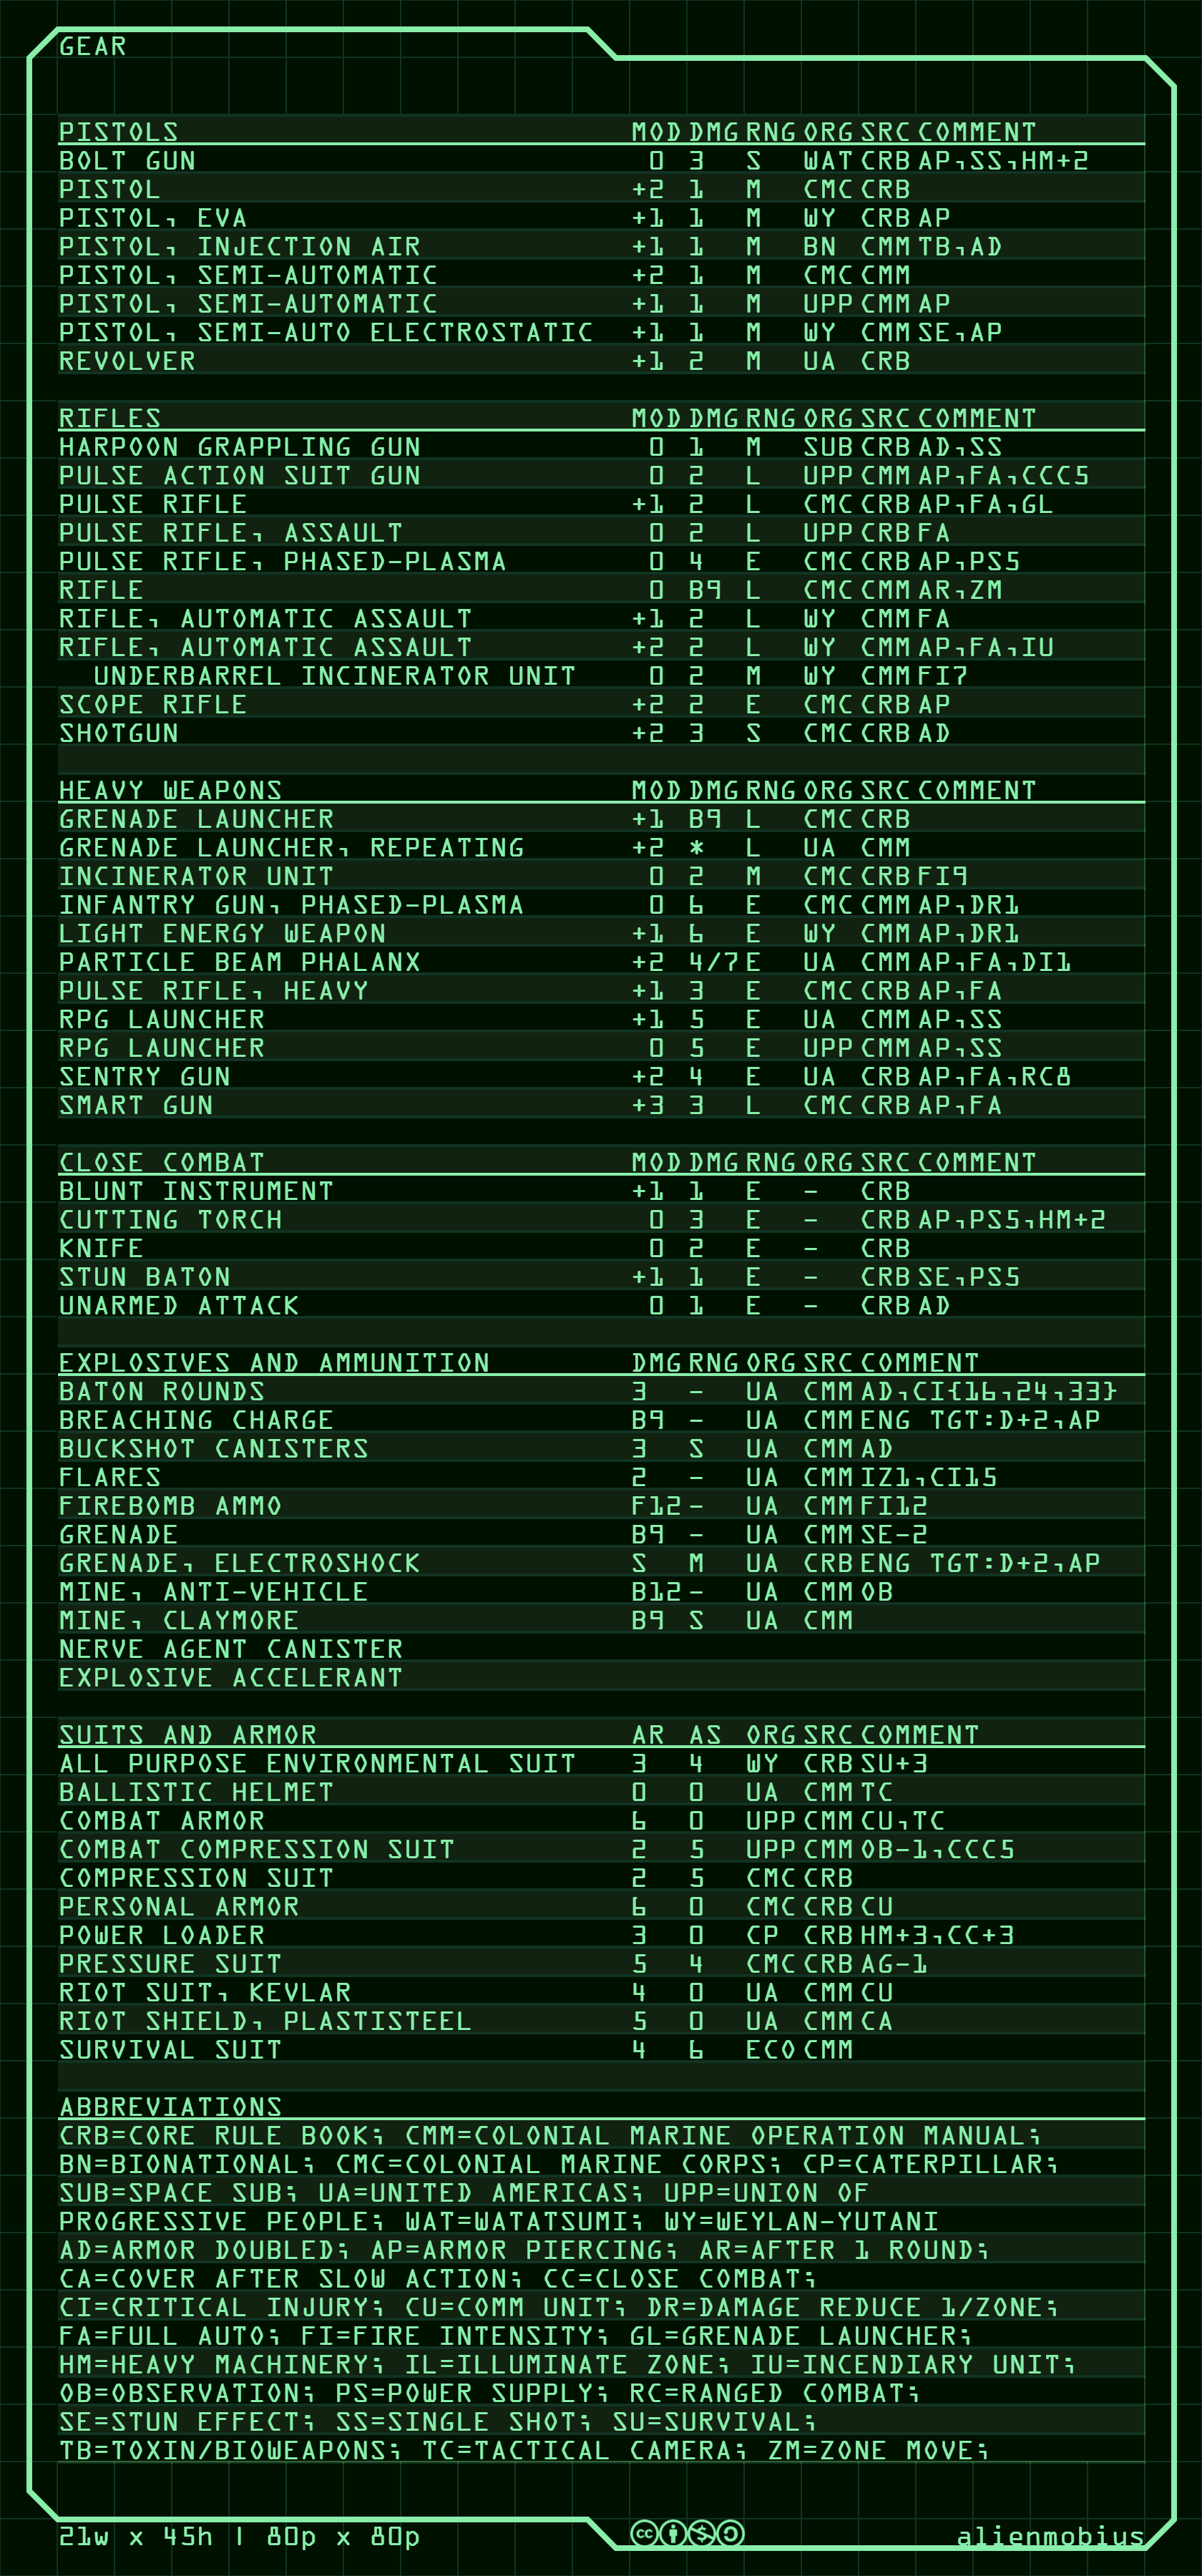 GEAR
PISTOLS MOD DMG RNG ORG SRC COMMENT
BOLT GUN 0 3 S WAT CRB AP,SS,HM+2
PISTOL +2 1 M CMC CRB
PISTOL, EVA +1 1 M WY CRB AP
PISTOL, INJECTION AIR +1 1 M BN CMM TB,AD
PISTOL, SEMI-AUTOMATIC +2 1 M CMC CMM
PISTOL, SEMI-AUTOMATIC +1 1 M UPP CMM AP
PISTOL, SEMI-AUTO ELECTROSTATIC +1 1 M WY CMM SE,AP
REVOLVER +1 2 M UA CRB
RIFLES MOD DMG RNG ORG SRC COMMENT
HARPOON GRAPPLING GUN 0 1 M SUB CRB AD,SS
PULSE ACTION SUIT GUN 0 2 L UPP CMM AP,FA,CCC5
PULSE RIFLE +1 2 L CMC CRB AP,FA,GL
PULSE RIFLE, ASSAULT 0 2 L UPP CRB FA
PULSE RIFLE, PHASED-PLASMA 0 4 E CMC CRB AP,PS5
RIFLE 0 B9 L CMC CMM AR,ZM
RIFLE, AUTOMATIC ASSAULT +1 2 L WY CMM FA
RIFLE, AUTOMATIC ASSAULT +2 2 L WY CMM AP,FA,IU
UNDERBARREL INCINERATOR UNIT 0 2 M WY CMM FI7
SCOPE RIFLE +2 2 E CMC CRB AP
SHOTGUN +2 3 S CMC CRB AD
HEAVY WEAPONS MOD DMG RNG ORG SRC COMMENT
GRENADE LAUNCHER +1 B9 L CMC CRB
GRENADE LAUNCHER, REPEATING +2 * L UA CMM
INCINERATOR UNIT 0 2 M CMC CRB FI9
INFANTRY GUN, PHASED-PLASMA 0 6 E CMC CMM AP,DR1
LIGHT ENERGY WEAPON +1 6 E WY CMM AP,DR1
PARTICLE BEAM PHALANX +2 4/7 E UA CMM AP,FA,DI1
PULSE RIFLE, HEAVY +1 3 E CMC CRB AP,FA
RPG LAUNCHER +1 5 E UA CMM AP,SS
RPG LAUNCHER 0 5 E UPP CMM AP,SS
SENTRY GUN +2 4 E UA CRB AP,FA,RC8
SMART GUN +3 3 L CMC CRB AP,FA
CLOSE COMBAT MOD DMG RNG ORG SRC COMMENT
BLUNT INSTRUMENT +1 1 E - CRB
CUTTING TORCH 0 3 E - CRB AP,PS5,HM+2
KNIFE 0 2 E - CRB
STUN BATON +1 1 E - CRB SE,PS5
UNARMED ATTACK 0 1 E - CRB AD
EXPLOSIVES AND AMMUNITION DMG RNG ORG SRC COMMENT
BATON ROUNDS 3 - UA CMM AD,CI{16,24,33}
BREACHING CHARGE B9 - UA CMM ENG TGT:D+2,AP
BUCKSHOT CANISTERS 3 S UA CMM AD
FLARES 2 - UA CMM IZ1,CI15
FIREBOMB AMMO F12 - UA CMM FI12
GRENADE B9 - UA CMM SE-2
GRENADE, ELECTROSHOCK S M UA CRB ENG TGT:D+2,AP
MINE, ANTI-VEHICLE B12 - UA CMM OB
MINE, CLAYMORE B9 S UA CMM
NERVE AGENT CANISTER
EXPLOSIVE ACCELERANT
SUITS AND ARMOR AR AS ORG SRC COMMENT
ALL PURPOSE ENVIRONMENTAL SUIT 3 4 WY CRB SU+3
BALLISTIC HELMET 0 0 UA CMM TC
COMBAT ARMOR 6 0 UPP CMM CU,TC
COMBAT COMPRESSION SUIT 2 5 UPP CMM OB-1,CCC5
COMPRESSION SUIT 2 5 CMC CRB
PERSONAL ARMOR 6 0 CMC CRB CU
POWER LOADER 3 0 CP CRB HM+3,CC+3
PRESSURE SUIT 5 4 CMC CRB AG-1
RIOT SUIT, KEVLAR 4 0 UA CMM CU
RIOT SHIELD, PLASTISTEEL 5 0 UA CMM CA
SURVIVAL SUIT 4 6 ECO CMM
ABBREVIATIONS
CRB=CORE RULE BOOK; CMM=COLONIAL MARINE OPERATION MANUAL;
BN=BIONATIONAL; CMC=COLONIAL MARINE CORPS; CP=CATERPILLAR;
SUB=SPACE SUB; UA=UNITED AMERICAS; UPP=UNION OF
PROGRESSIVE PEOPLE; WAT=WATATSUMI; WY=WEYLAN-YUTANI
AD=ARMOR DOUBLED; AP=ARMOR PIERCING; AR=AFTER 1 ROUND;
CA=COVER AFTER SLOW ACTION; CC=CLOSE COMBAT;
CI=CRITICAL INJURY; CU=COMM UNIT; DR=DAMAGE REDUCE 1/ZONE;
FA=FULL AUTO; FI=FIRE INTENSITY; GL=GRENADE LAUNCHER;
HM=HEAVY MACHINERY; IL=ILLUMINATE ZONE; IU=INCENDIARY UNIT;
OB=OBSERVATION; PS=POWER SUPPLY; RC=RANGED COMBAT;
SE=STUN EFFECT; SS=SINGLE SHOT; SU=SURVIVAL;
TB=TOXIN/BIOWEAPONS; TC=TACTICAL CAMERA; ZM=ZONE MOVE;
21w x 45h | 80p x 80p cc alienmobius